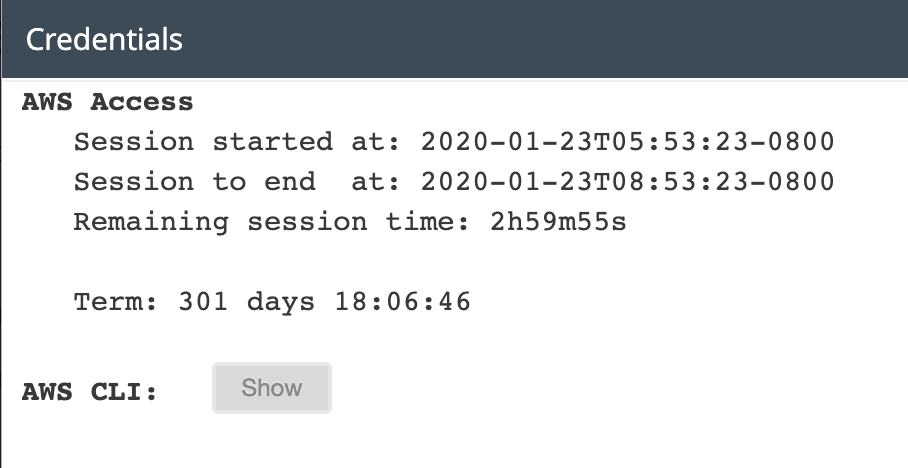 Credentials
AWS Access
Session started at: 2020-01-23T05:53:23-0800
Session to end  at: 2020-01-23T08:53:23-0800
Remaining session time: 2h59m55s
Term: 301 days 18:06:46
AWS CLI: Show